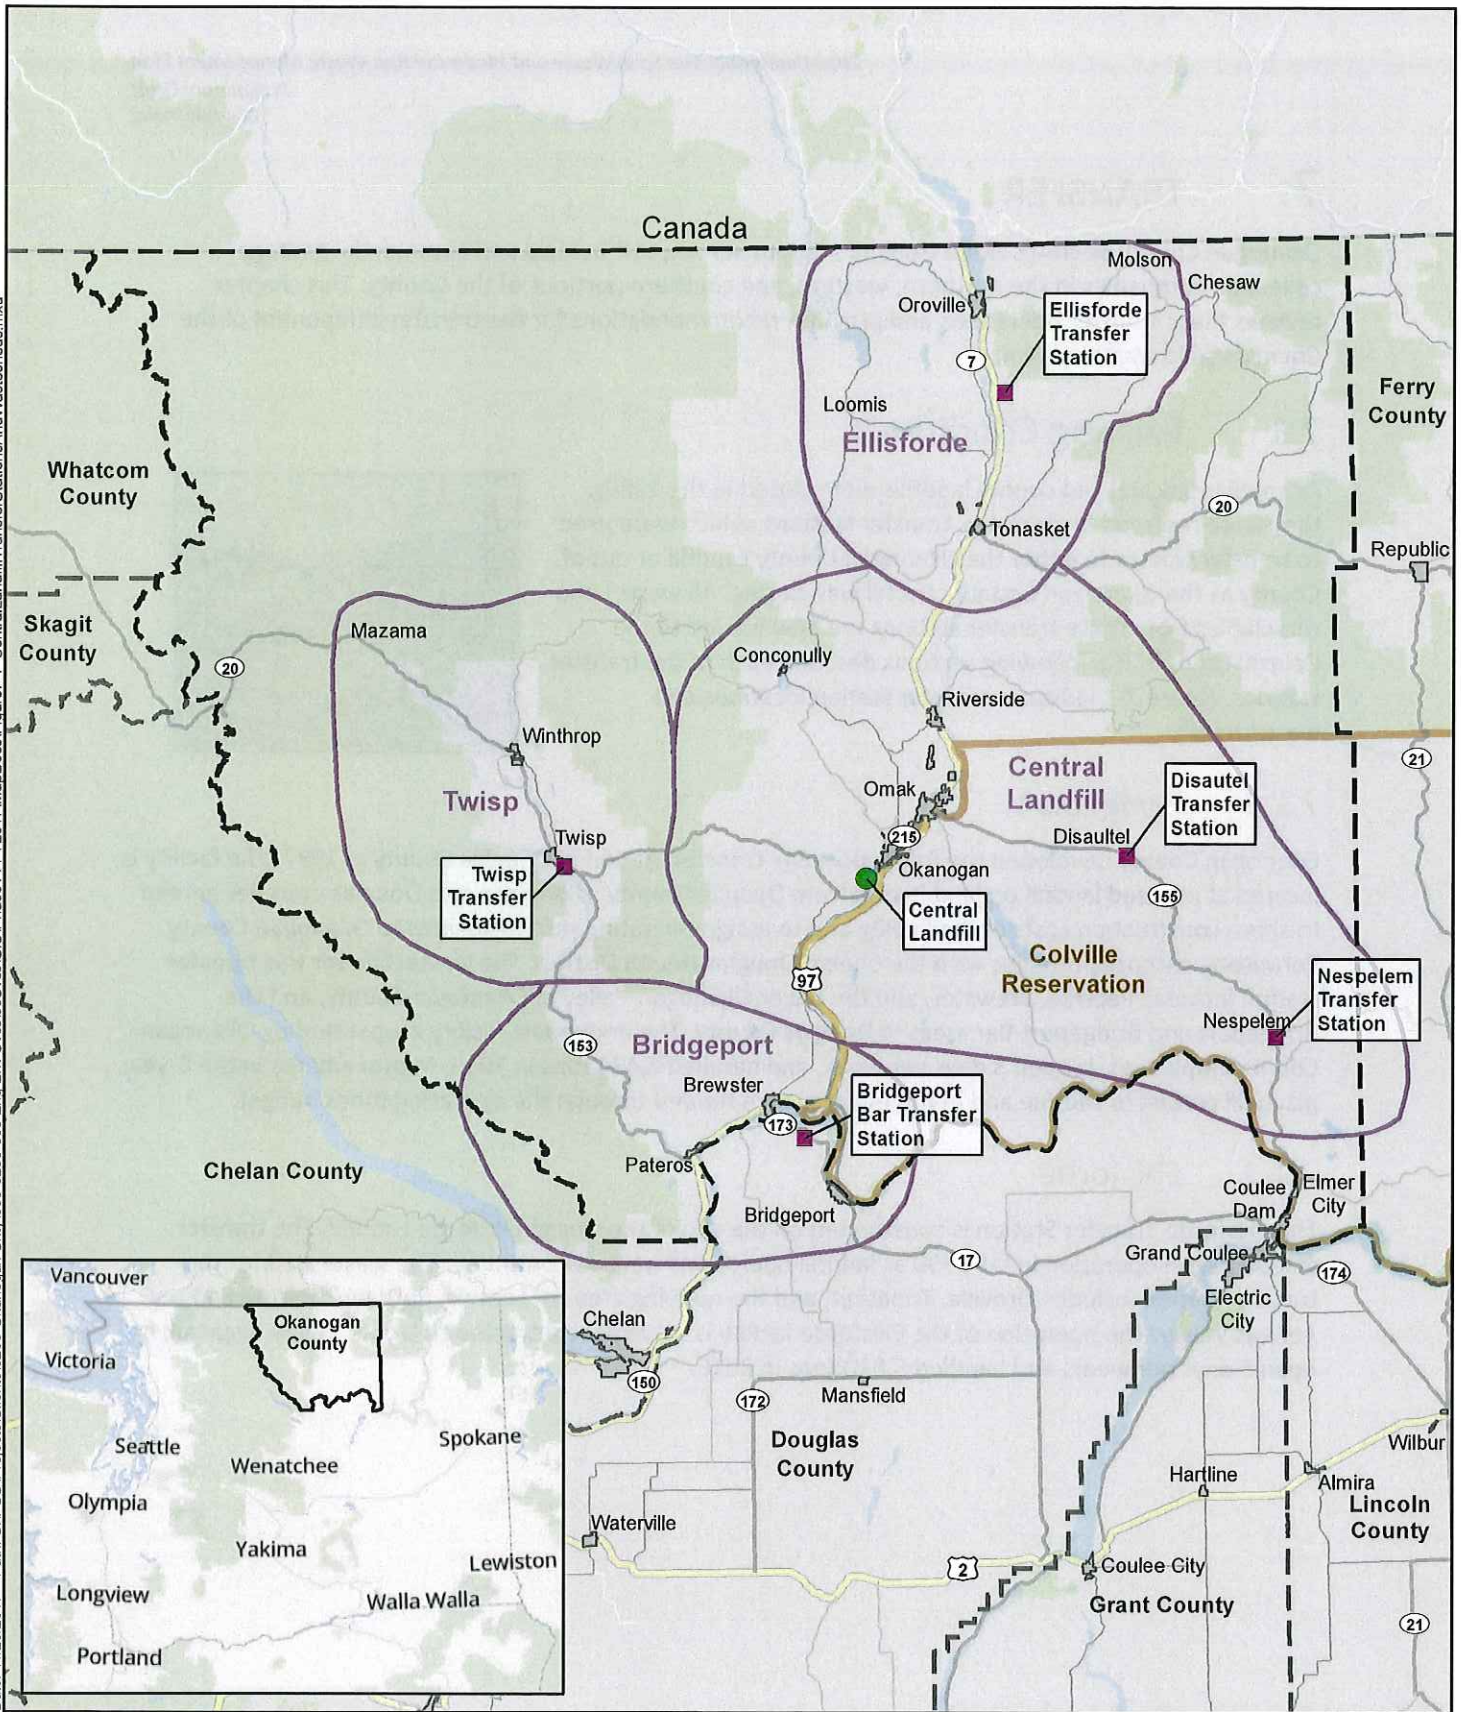 Canada
Molson
Chesaw
Oroville
Ellisforde
Transfer
Station
7
Ferry
County
Loomis
Ellisforde
Whatcom
County
20
Tonasket
Republic
Skagit
County
Mazama
20
Conconully
Riverside
Winthrop
21
Central
Landfill
Disautel
Transfer
Station
Omak
Twisp
Twisp
215
Disaultel
Okanogan
Twisp
Transfer
Station
155
Central
Landfill
Colville
Reservation
97
Nespelem
Transfer
Station
Nespelem
153
Bridgeport
Brewster
Bridgeport
Bar Transfer
Station
173
Pateros
Chelan County
Coulee
Dam
Elmer
City
Bridgeport
17
Grand Coulee
174
Electric
City
Chelan
150
172
Mansfield
Douglas
County
Wilbur
Hartline
Almira
Lincoln
County
Waterville
2
Coulee City
Grant County
21
Vancouver
Okanogan
County
Victoria
Seattle
Spokane
Wenatchee
Olympia
Yakima
Lewiston
Longview
Walla Walla
Portland